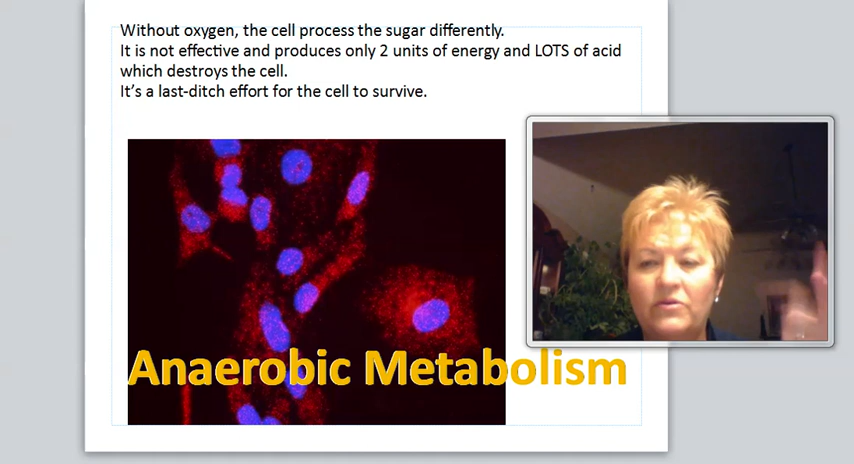 Without oxygen, the cell process the sugar differently.
It is not effective and produces only 2 units of energy and LOTS of acid
which destroys the cell.
It's a last-ditch effort for the cell to survive.
Anaerobic Metabolism